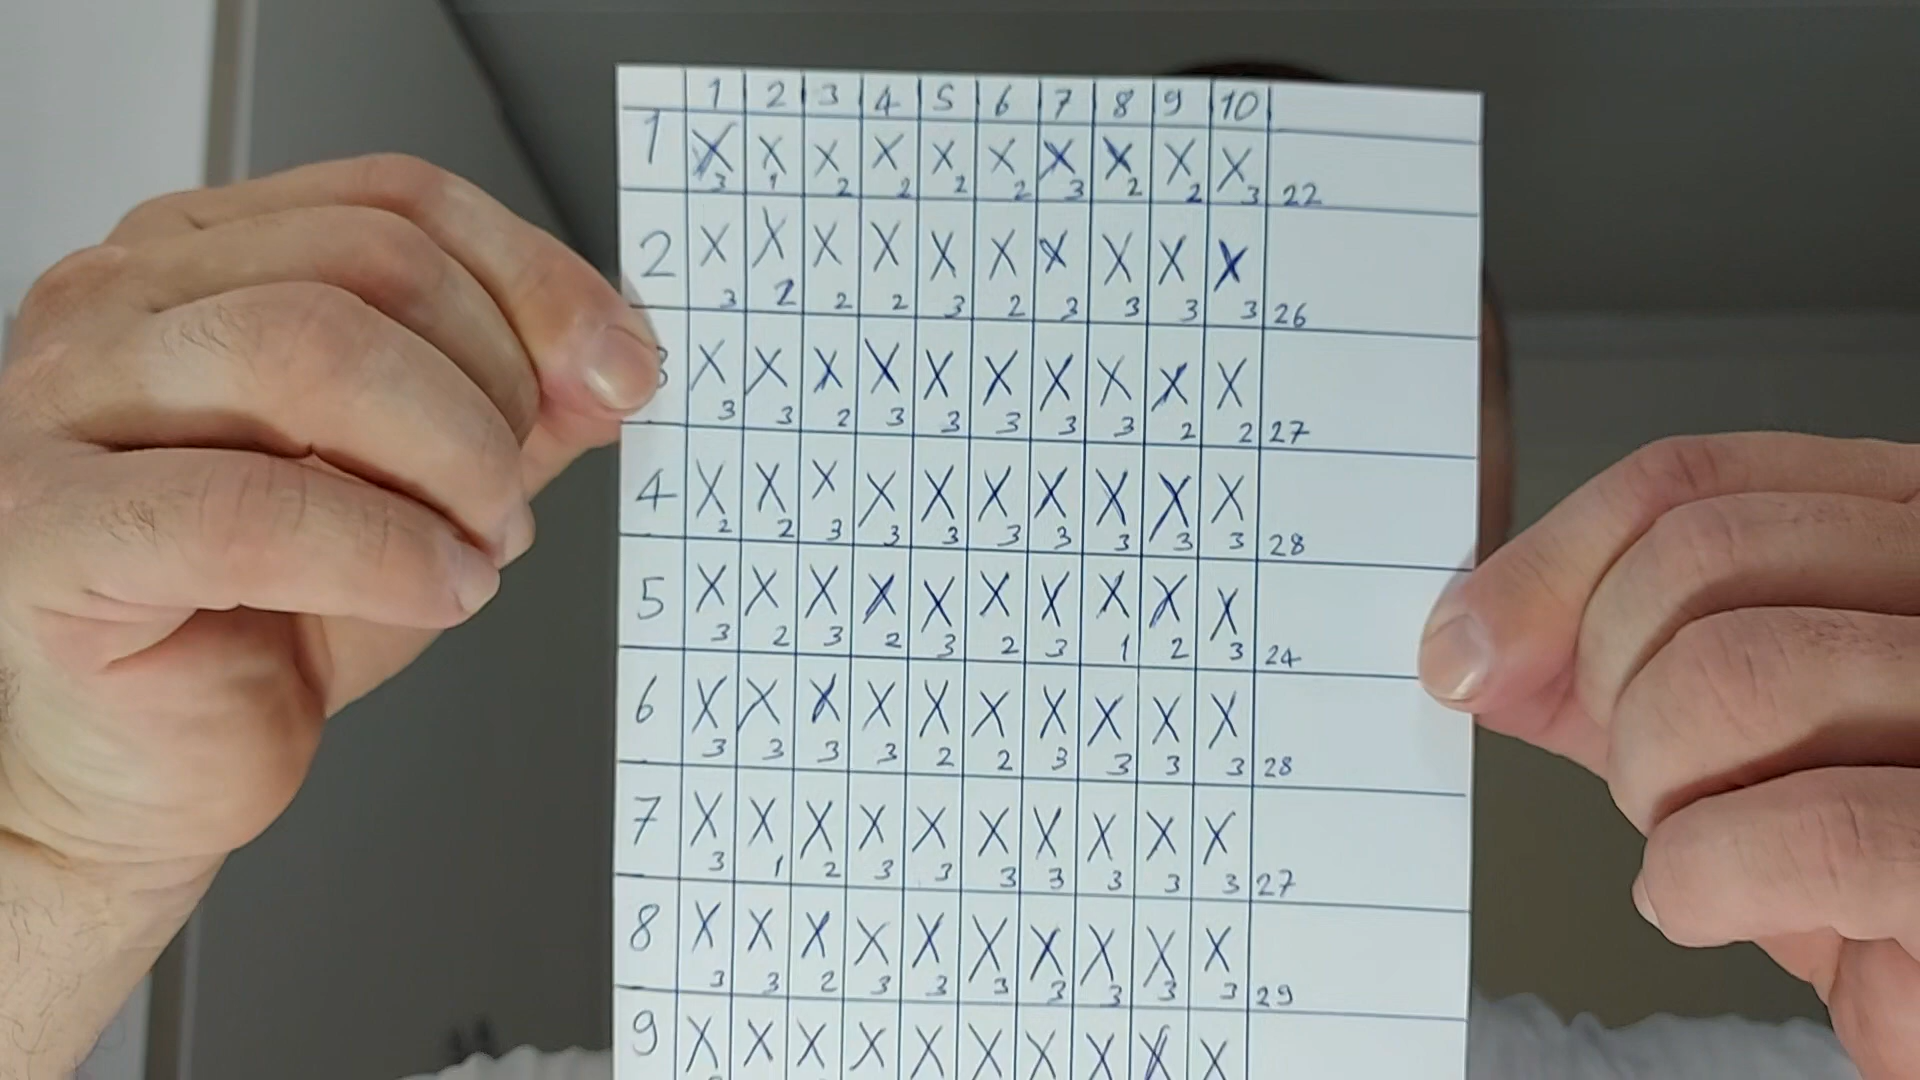 1 2 3 4 5 6 7 8 9 10
1 X X X X X X X X X X
3 1 2 2 2 2 3 2 2 3 22
2 X X X X X X X X X X
3 2 2 2 3 2 3 3 3 3 26
3 X X X X X X X X X X
3 3 2 3 3 3 3 3 2 2 27
4 X X X X X X X X X X
2 2 3 3 3 3 3 3 3 3 28
5 X X X X X X X X X X
3 2 3 2 3 2 3 1 2 3 24
6 X X X X X X X X X X
3 3 3 3 2 2 3 3 3 3 28
7 X X X X X X X X X X
3 1 2 3 3 3 3 3 3 3 27
8 X X X X X X X X X X
3 3 2 3 3 3 3 3 3 3 29
9 X X X X X X X X X X